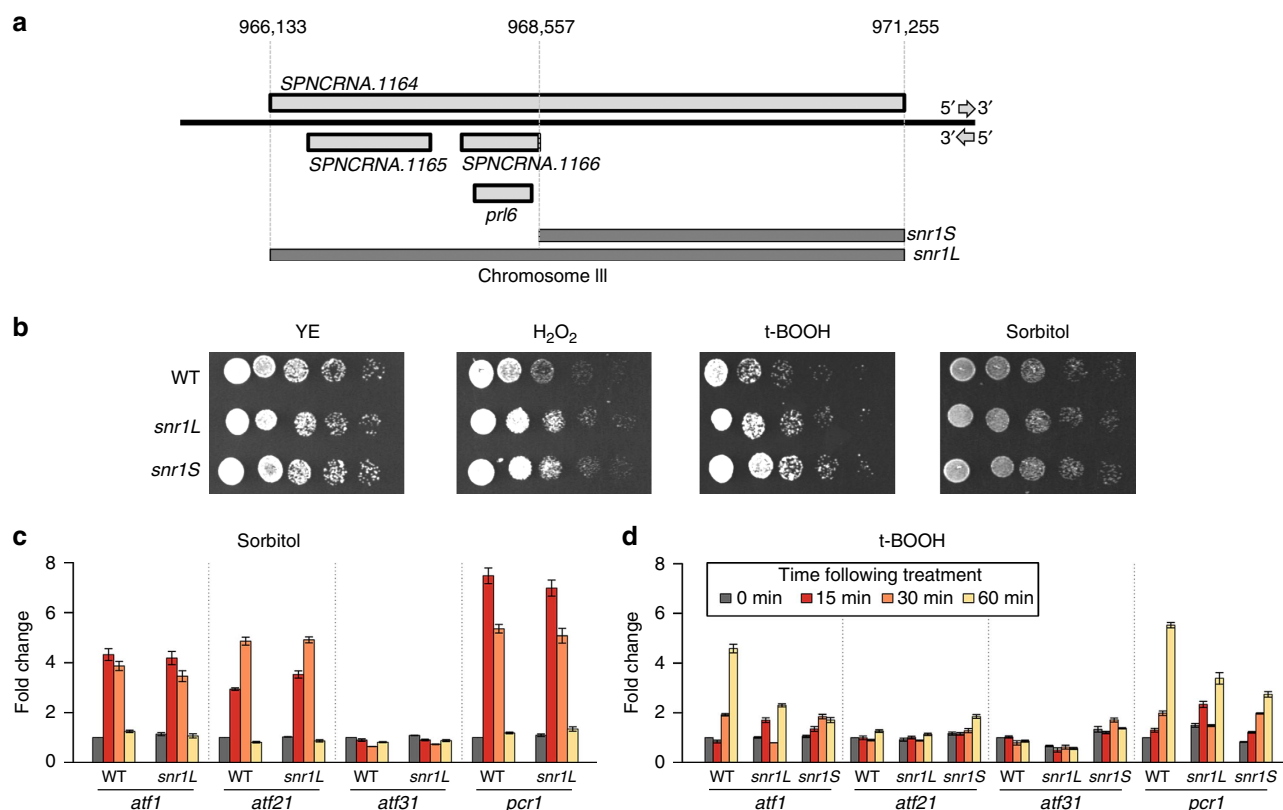 a
966,133 968,557 971,255
SPNCRNA.1164
5′ 3′
3′ 5′
SPNCRNA.1165 SPNCRNA.1166
prl6
snr1S
snr1L
Chromosome III
b
YE H₂O₂ t-BOOH Sorbitol
WT
snr1L
snr1S
c
Sorbitol
Fold change
8
6
4
2
0
WT snr1L WT snr1L WT snr1L WT snr1L
atf1 atf21 atf31 pcr1
d
t-BOOH
Time following treatment
0 min 15 min 30 min 60 min
Fold change
8
6
4
2
0
WT snr1L snr1S WT snr1L snr1S WT snr1L snr1S WT snr1L snr1S
atf1 atf21 atf31 pcr1